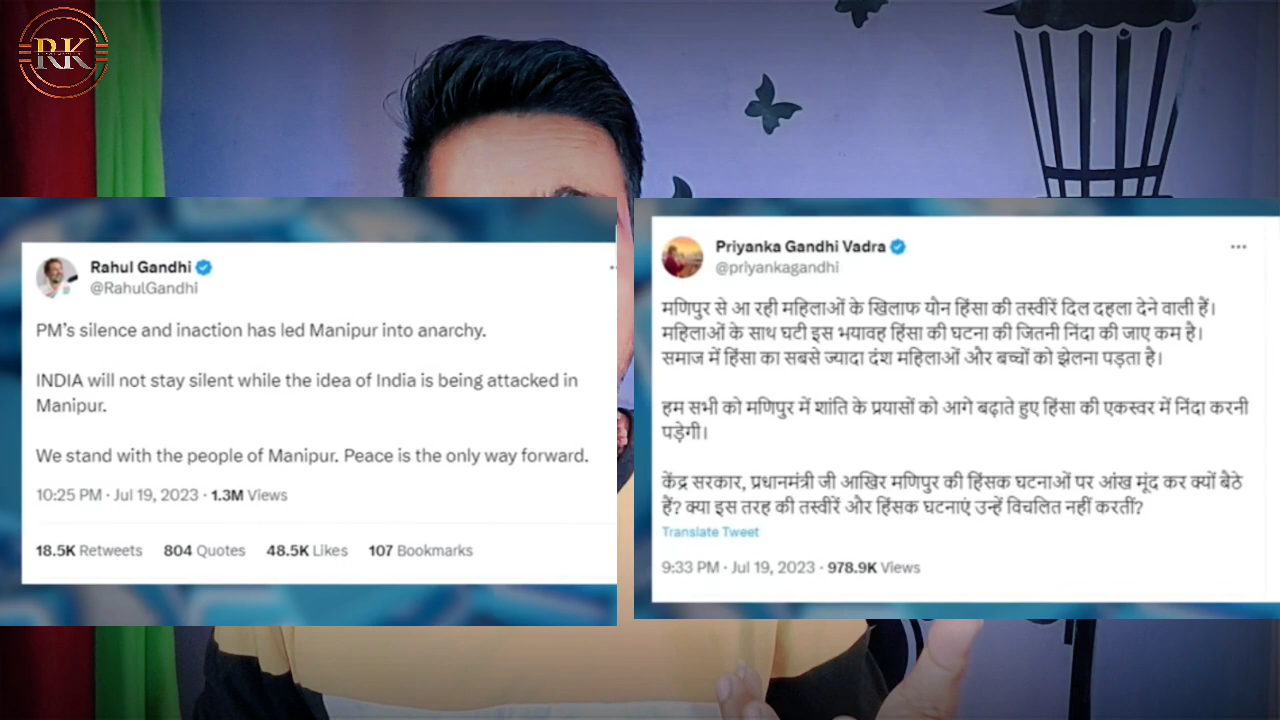 RK
Rahul Gandhi
@RahulGandhi
PM's silence and inaction has led Manipur into anarchy.
INDIA will not stay silent while the idea of India is being attacked in
Manipur.
We stand with the people of Manipur. Peace is the only way forward.
10:25 PM · Jul 19, 2023 · 1.3M Views
18.5K Retweets 804 Quotes 48.5K Likes 107 Bookmarks
Priyanka Gandhi Vadra
@priyankagandhi
मणिपुर से आ रही महिलाओं के खिलाफ यौन हिंसा की तस्वीरें दिल दहला देने वाली हैं।
महिलाओं के साथ घटी इस भयावह हिंसा की घटना की जितनी निंदा की जाए कम है।
समाज में हिंसा का सबसे ज्यादा दंश महिलाओं और बच्चों को झेलना पड़ता है।
हम सभी को मणिपुर में शांति के प्रयासों को आगे बढ़ाते हुए हिंसा की एकस्वर में निंदा करनी
पड़ेगी।
केंद्र सरकार, प्रधानमंत्री जी आखिर मणिपुर की हिंसक घटनाओं पर आंख मूंद कर क्यों बैठे
हैं? क्या इस तरह की तस्वीरें और हिंसक घटनाएं उन्हें विचलित नहीं करतीं?
Translate Tweet
9:33 PM · Jul 19, 2023 · 978.9K Views